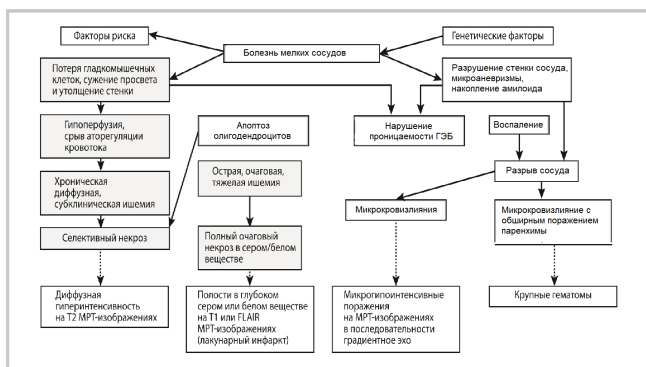 Факторы риска
Генетические факторы
Болезнь мелких сосудов
Потеря гладкомышечных
клеток, сужение просвета
и утолщение стенки
Разрушение стенки сосуда,
микроаневризмы,
накопление амилоида
Гипоперфузия,
срыв аторегуляции
кровотока
Апоптоз
олигодендроцитов
Нарушение
проницаемости ГЭБ
Воспаление
Хроническая
диффузная,
субклиническая ишемия
Острая, очаговая,
тяжелая ишемия
Разрыв сосуда
Селективный некроз
Полный очаговый
некроз в сером/белом
веществе
Микрокровизлияния
Микрокровизлияние с
обширным поражением
паренхимы
Диффузная
гиперинтенсивность
на Т2 МРТ-изображениях
Полости в глубоком
сером или белом веществе
на Т1 или FLAIR
МРТ-изображениях
(лакунарный инфаркт)
Микрогипоинтенсивные
поражения
на МРТ-изображениях
в последовательности
градиентное эхо
Крупные гематомы